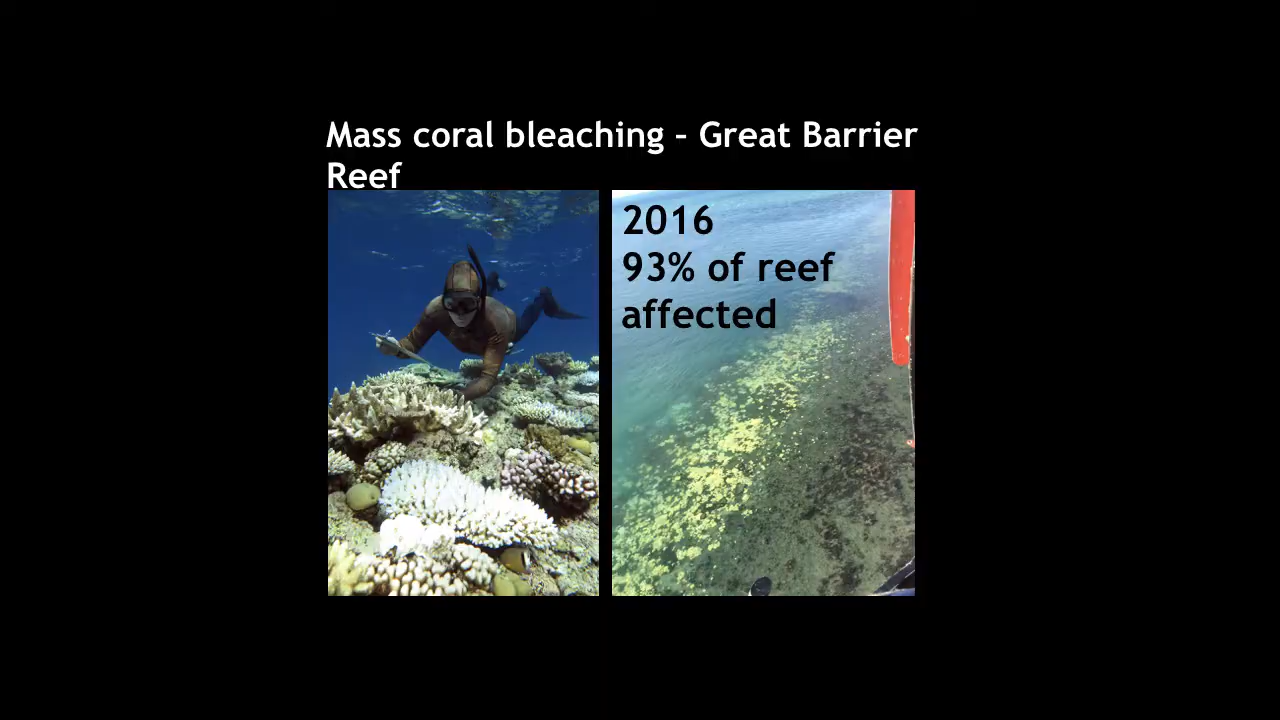 Mass coral bleaching – Great Barrier
Reef
2016
93% of reef
affected